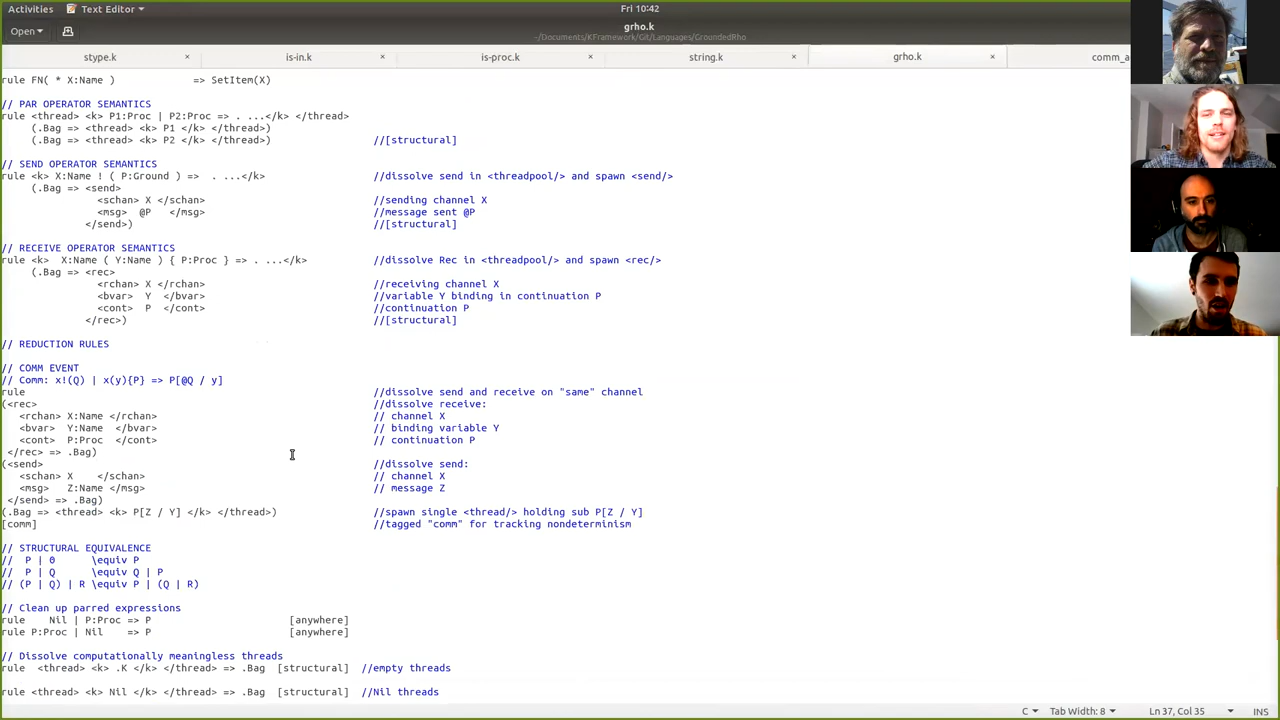 Activities Text Editor Fri 10:42
Open grho.k
~/Documents/KFramework/Git/Languages/GroundedRho
stype.k × is-in.k × is-proc.k × string.k × grho.k × comm_a
rule FN( * X:Name ) => SetItem(X)
// PAR OPERATOR SEMANTICS
rule <thread> <k> P1:Proc | P2:Proc => . ...</k> </thread>
(.Bag => <thread> <k> P1 </k> </thread>)
(.Bag => <thread> <k> P2 </k> </thread>) //[structural]
// SEND OPERATOR SEMANTICS
rule <k> X:Name ! ( P:Ground ) => . ...</k> //dissolve send in <threadpool/> and spawn <send/>
(.Bag => <send>
<schan> X </schan> //sending channel X
<msg> @P </msg> //message sent @P
</send>) //[structural]
// RECEIVE OPERATOR SEMANTICS
rule <k> X:Name ( Y:Name ) { P:Proc } => . ...</k> //dissolve Rec in <threadpool/> and spawn <rec/>
(.Bag => <rec>
<rchan> X </rchan> //receiving channel X
<bvar> Y </bvar> //variable Y binding in continuation P
<cont> P </cont> //continuation P
</rec>) //[structural]
// REDUCTION RULES
// COMM EVENT
// Comm: x!(Q) | x(y){P} => P[@Q / y]
rule //dissolve send and receive on "same" channel
(<rec> //dissolve receive:
<rchan> X:Name </rchan> // channel X
<bvar> Y:Name </bvar> // binding variable Y
<cont> P:Proc </cont> // continuation P
</rec> => .Bag)
(<send> //dissolve send:
<schan> X </schan> // channel X
<msg> Z:Name </msg> // message Z
</send> => .Bag)
(.Bag => <thread> <k> P[Z / Y] </k> </thread>) //spawn single <thread/> holding sub P[Z / Y]
[comm] //tagged "comm" for tracking nondeterminism
// STRUCTURAL EQUIVALENCE
// P | 0 \equiv P
// P | Q \equiv Q | P
// (P | Q) | R \equiv P | (Q | R)
// Clean up parred expressions
rule Nil | P:Proc => P [anywhere]
rule P:Proc | Nil => P [anywhere]
// Dissolve computationally meaningless threads
rule <thread> <k> .K </k> </thread> => .Bag [structural] //empty threads
rule <thread> <k> Nil </k> </thread> => .Bag [structural] //Nil threads
C Tab Width: 8 Ln 37, Col 35 INS